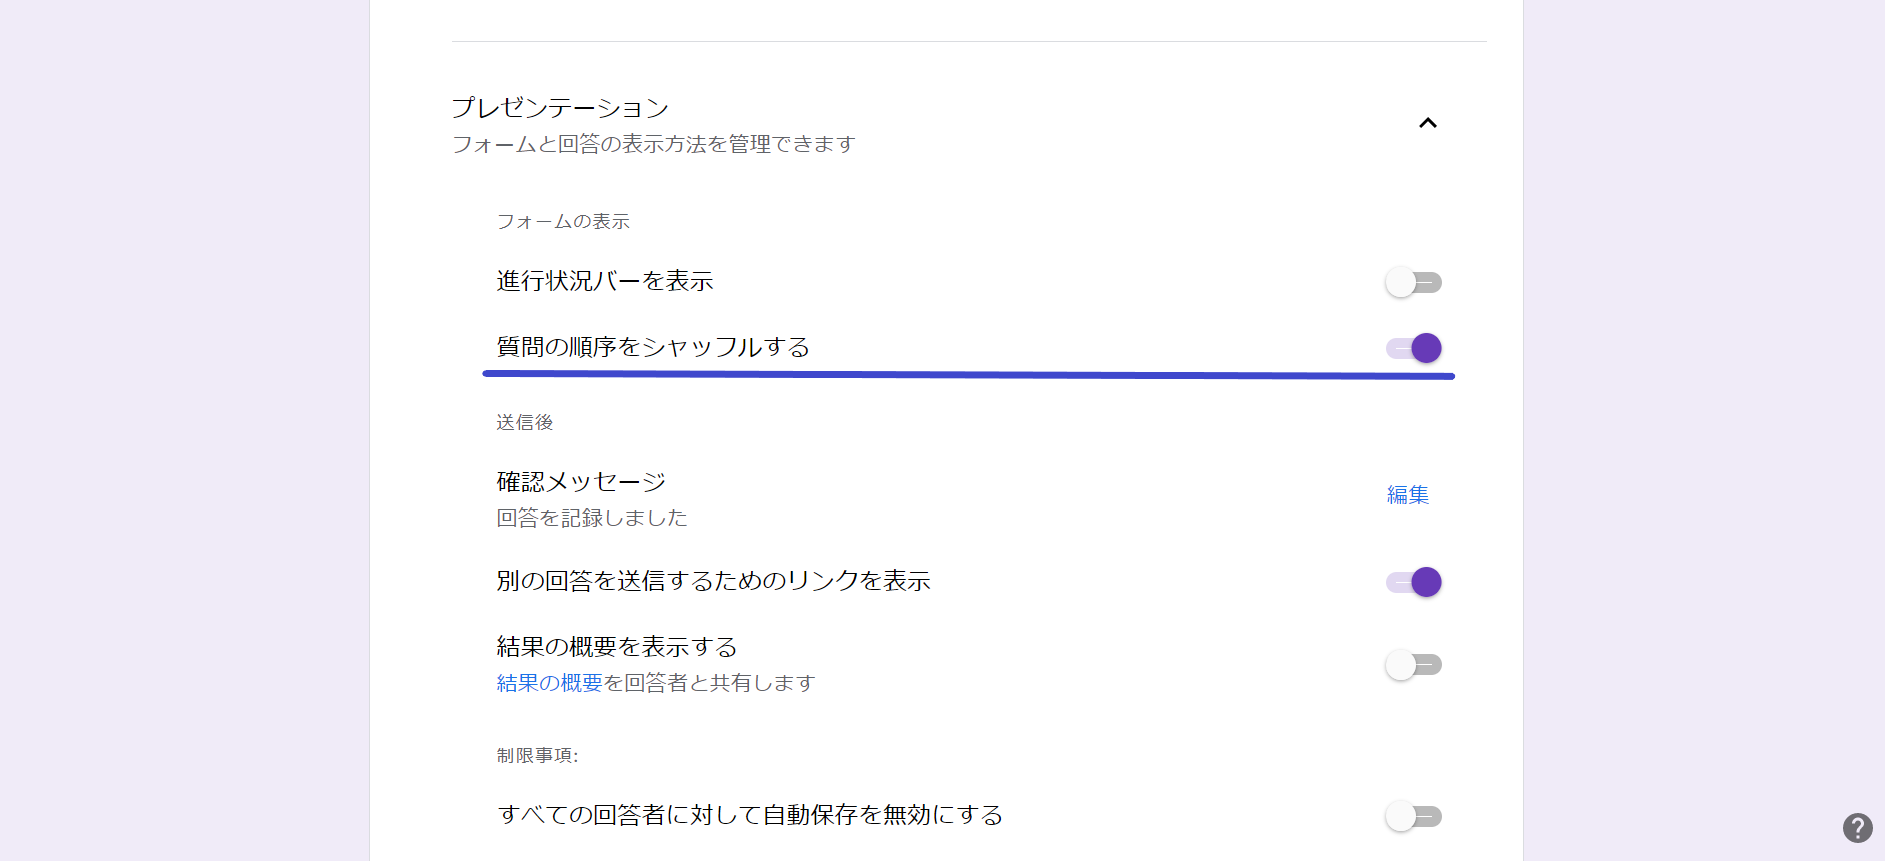 プレゼンテーション
フォームと回答の表示方法を管理できます
フォームの表示
進行状況バーを表示
質問の順序をシャッフルする
送信後
確認メッセージ
回答を記録しました
編集
別の回答を送信するためのリンクを表示
結果の概要を表示する
結果の概要を回答者と共有します
制限事項:
すべての回答者に対して自動保存を無効にする